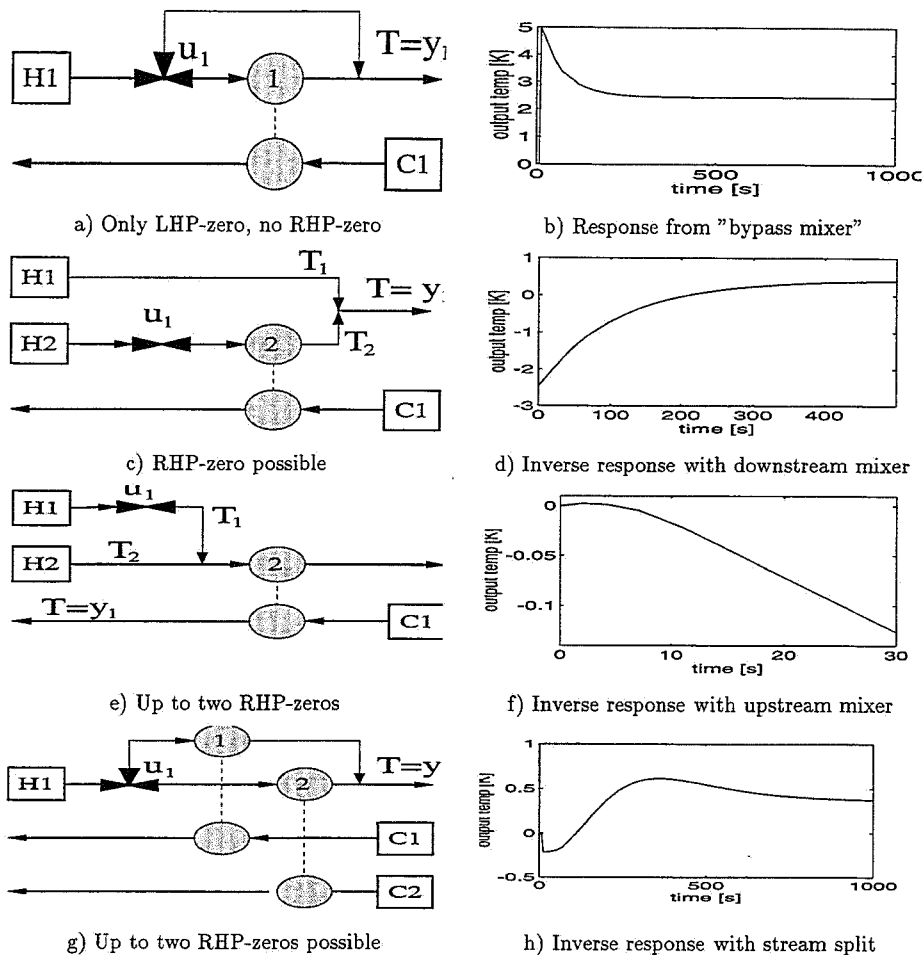 H1
u1
1
T=y1
C1
a) Only LHP-zero, no RHP-zero
output temp [K]
5
4
3
2
1
0
0
500
1000
time [s]
b) Response from "bypass mixer"
H1
T1
T= y
H2
u1
2
T2
C1
c) RHP-zero possible
output temp [K]
1
0
-1
-2
-3
0
100
200
300
400
time [s]
d) Inverse response with downstream mixer
H1
u1
T1
H2
T2
2
T=y1
C1
e) Up to two RHP-zeros
output temp [K]
0
-0.05
-0.1
0
10
20
30
time [s]
f) Inverse response with upstream mixer
1
H1
u1
2
T=y
C1
C2
g) Up to two RHP-zeros possible
output temp [K]
1
0.5
0
-0.5
0
500
1000
time [s]
h) Inverse response with stream split